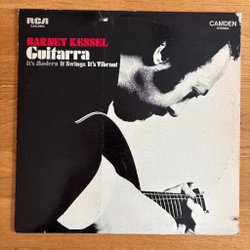 RCA
CAMDEN
STEREO
BARNEY KESSEL
Guitarra
It's Modern It Swings It's Vibrant